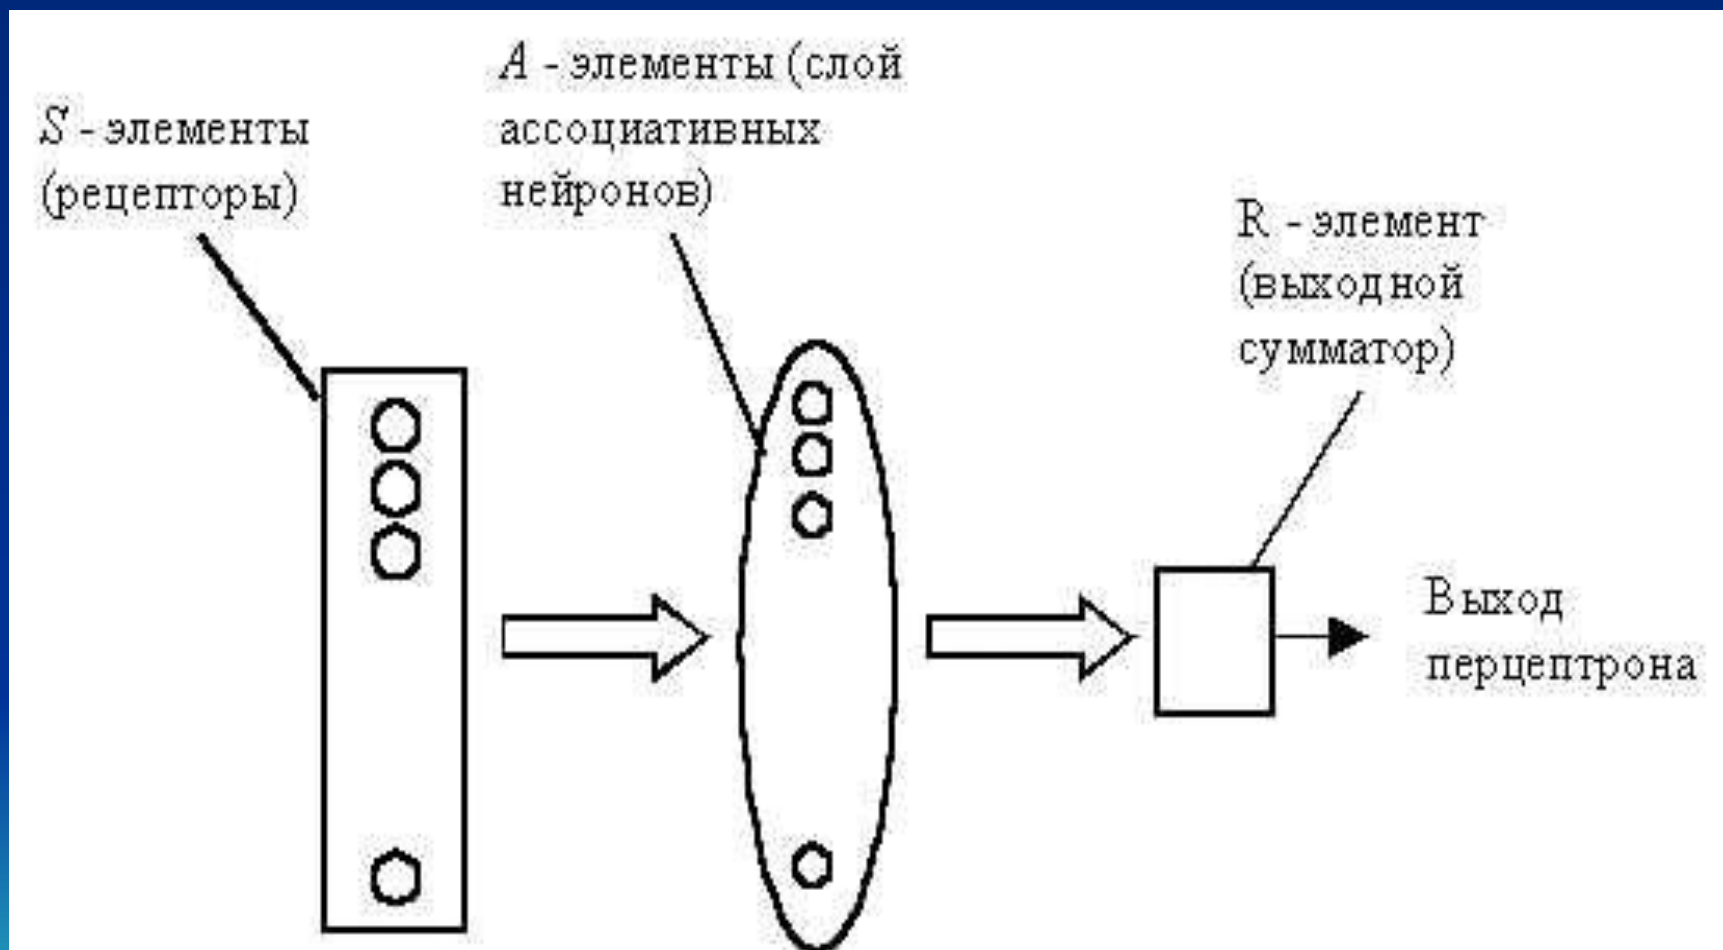 S - элементы
(рецепторы)
A - элементы (слой
ассоциативных
нейронов)
R - элемент
(выходной
сумматор)
Выход
перцептрона